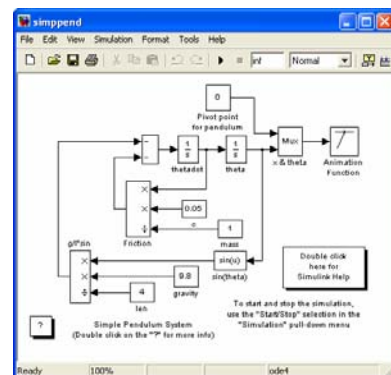 simppend
File Edit View Simulation Format Tools Help
inf Normal
0
Pivot point
for pendulum
1
s
thetadot
1
s
theta
Mux
x & theta
Animation
Function
Friction
0.05
c
1
mass
g/l*sin
sin(u)
sin(theta)
9.8
gravity
4
len
Double click
here for
Simulink Help
?
Simple Pendulum System
(Double click on the "?" for more info)
To start and stop the simulation,
use the "Start/Stop" selection in the
"Simulation" pull-down menu
Ready 100% ode4